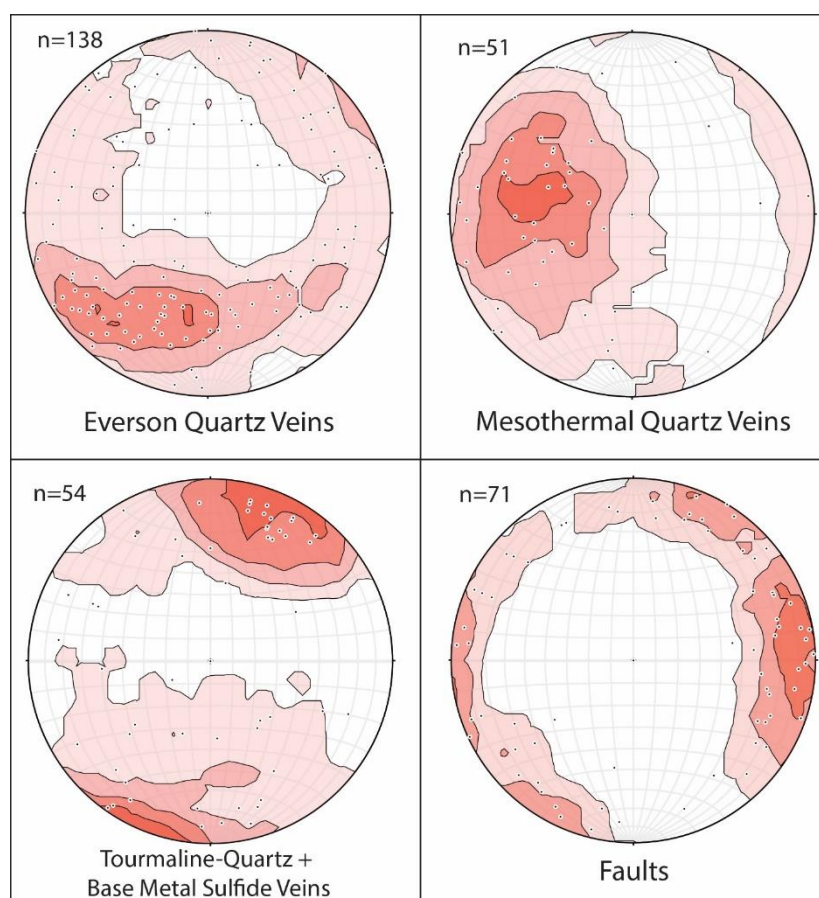 n=138
Everson Quartz Veins
n=51
Mesothermal Quartz Veins
n=54
Tourmaline-Quartz +
Base Metal Sulfide Veins
n=71
Faults